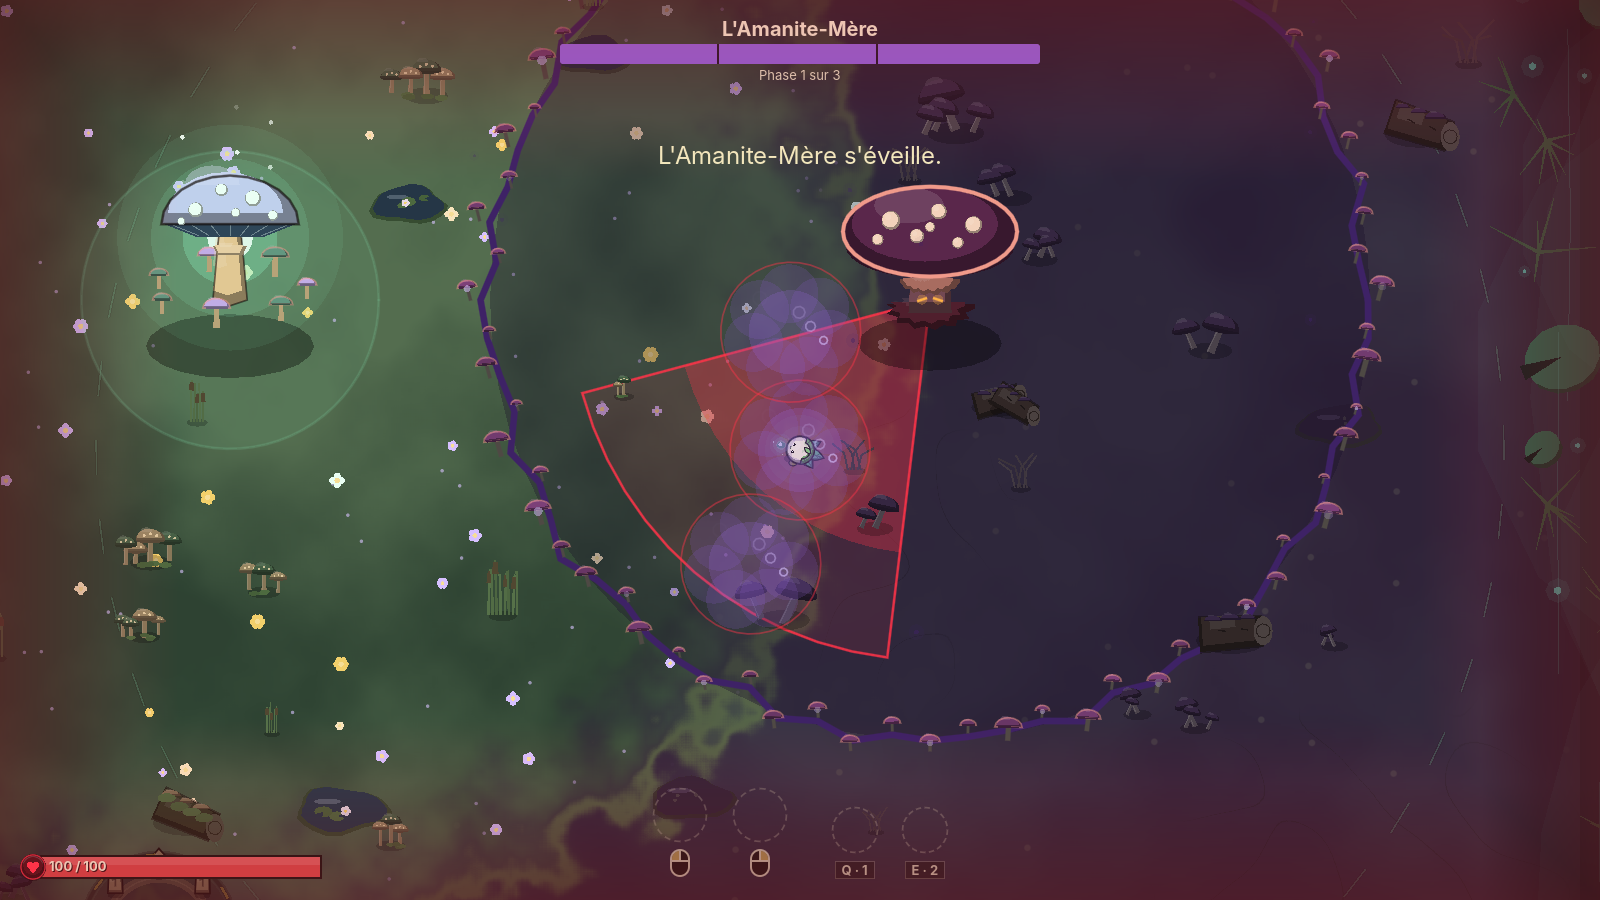 L'Amanite-Mère
Phase 1 sur 3
L'Amanite-Mère s'éveille.
100 / 100
Q · 1
E · 2